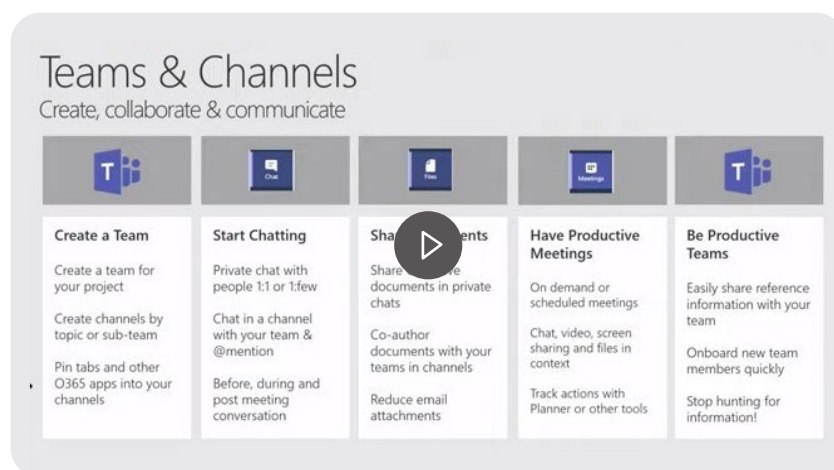 Teams & Channels
Create, collaborate & communicate
T
Chat
Files
Meetings
T
Create a Team
Create a team for
your project
Create channels by
topic or sub-team
Pin tabs and other
O365 apps into your
channels
Start Chatting
Private chat with
people 1:1 or 1:few
Chat in a channel
with your team &
@mention
Before, during and
post meeting
conversation
Share
documents in private
chats
Co-author
documents with your
teams in channels
Reduce email
attachments
Have Productive
Meetings
On demand or
scheduled meetings
Chat, video, screen
sharing and files in
context
Track actions with
Planner or other tools
Be Productive
Teams
Easily share reference
information with your
team
Onboard new team
members quickly
Stop hunting for
information!